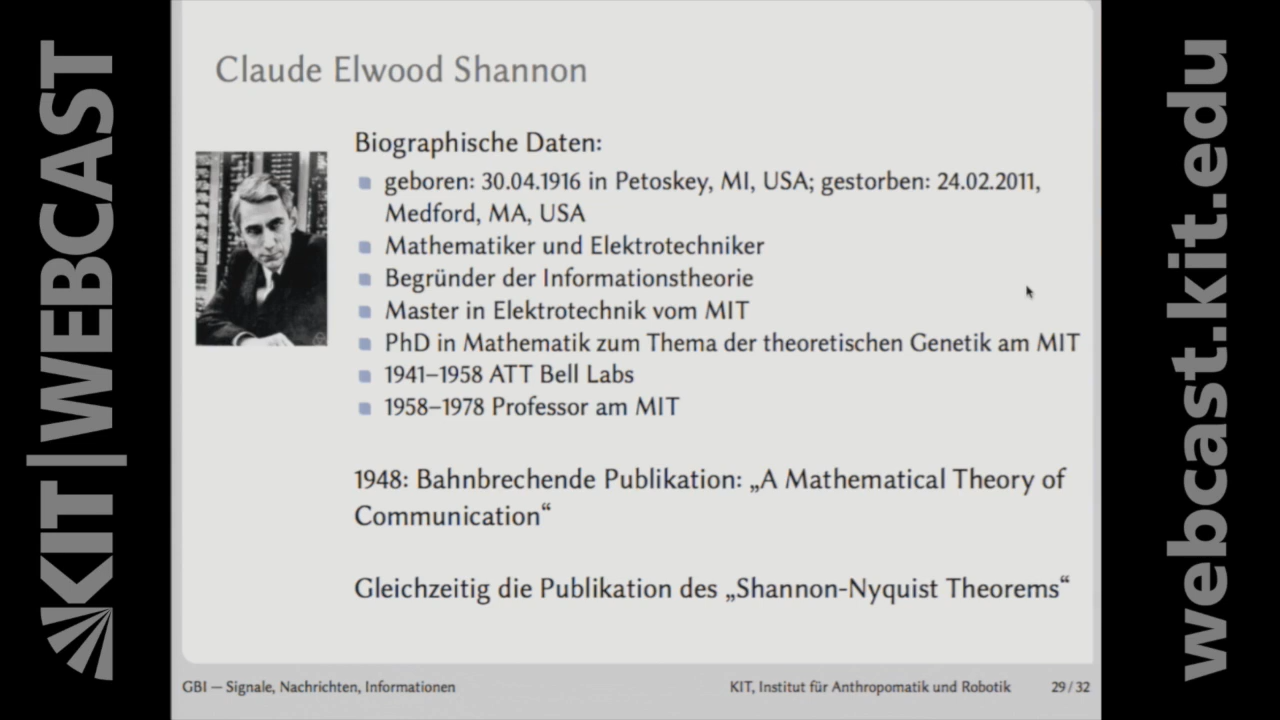 KIT | WEBCAST
Claude Elwood Shannon
Biographische Daten:
geboren: 30.04.1916 in Petoskey, MI, USA; gestorben: 24.02.2011,
Medford, MA, USA
Mathematiker und Elektrotechniker
Begründer der Informationstheorie
Master in Elektrotechnik vom MIT
PhD in Mathematik zum Thema der theoretischen Genetik am MIT
1941–1958 ATT Bell Labs
1958–1978 Professor am MIT
1948: Bahnbrechende Publikation: „A Mathematical Theory of
Communication“
Gleichzeitig die Publikation des „Shannon-Nyquist Theorems“
GBI — Signale, Nachrichten, Informationen
KIT, Institut für Anthropomatik und Robotik
29 / 32
webcast.kit.edu